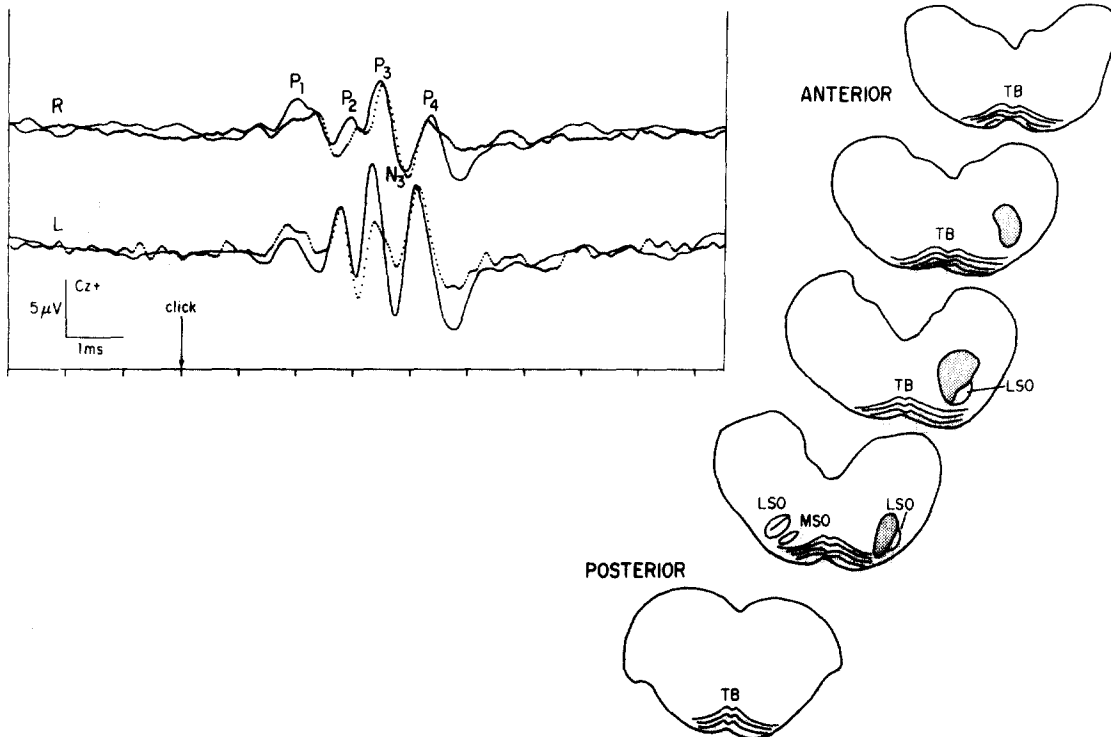 R
P1
P2
P3
P4
N3
L
Cz+
5 μV
1ms
click
ANTERIOR
TB
TB
TB
LSO
LSO
MSO
LSO
POSTERIOR
TB